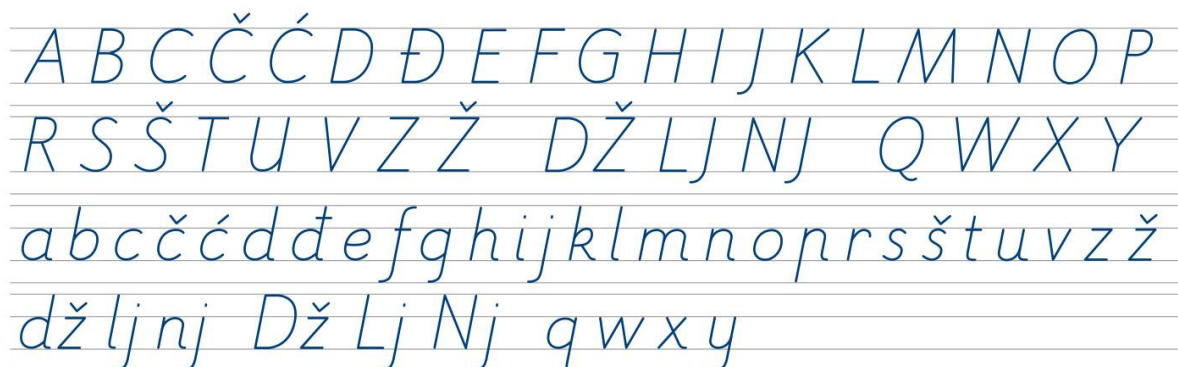 A B C Č Ć D Đ E F G H I J K L M N O P
R S Š T U V Z Ž DŽ LJ NJ Q W X Y
a b c č ć d đ e f g h i j k l m n o p r s š t u v z ž
dž lj nj Dž Lj Nj q w x y